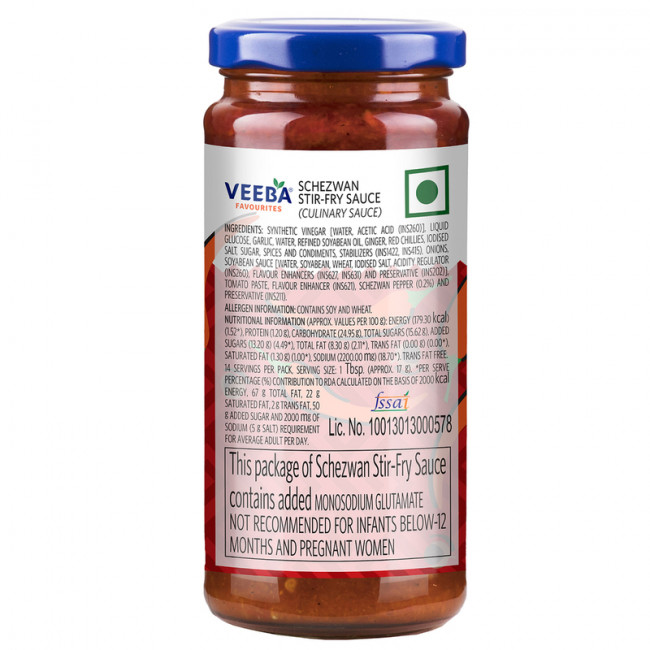 VEEBA®
FAVOURITES
SCHEZWAN
STIR-FRY SAUCE
(CULINARY SAUCE)
INGREDIENTS: SYNTHETIC VINEGAR [WATER, ACETIC ACID (INS260)], LIQUID
GLUCOSE, GARLIC, WATER, REFINED SOYABEAN OIL, GINGER, RED CHILLIES, IODISED
SALT, SUGAR, SPICES AND CONDIMENTS, STABILIZERS (INS1422, INS415), ONIONS,
SOYABEAN SAUCE [WATER, SOYABEAN, WHEAT, IODISED SALT, ACIDITY REGULATOR
(INS260), FLAVOUR ENHANCERS (INS627, INS631) AND PRESERVATIVE (INS202)],
TOMATO PASTE, FLAVOUR ENHANCER (INS621), SCHEZWAN PEPPER (0.2%) AND
PRESERVATIVE (INS211).
ALLERGEN INFORMATION: CONTAINS SOY AND WHEAT.
NUTRITIONAL INFORMATION (APPROX. VALUES PER 100 g): ENERGY (179.30 kcal)
(0.52*), PROTEIN (1.20 g), CARBOHYDRATE (24.95 g), TOTAL SUGARS (15.62 g), ADDED
SUGARS (13.20 g) (4.49*), TOTAL FAT (8.30 g) (2.11*), TRANS FAT (0.00 g) (0.00*),
SATURATED FAT (1.30 g) (1.00*), SODIUM (2200.00 mg) (18.70*). TRANS FAT FREE.
14 SERVINGS PER PACK, SERVING SIZE: 1 Tbsp. (APPROX. 17 g). *PER SERVE
PERCENTAGE (%) CONTRIBUTION TO RDA CALCULATED ON THE BASIS OF 2000 kcal
ENERGY, 67 g TOTAL FAT, 22 g
SATURATED FAT, 2 g TRANS FAT, 50
g ADDED SUGAR AND 2000 mg OF
SODIUM (5 g SALT) REQUIREMENT
FOR AVERAGE ADULT PER DAY.
fssai
Lic. No. 10013013000578
This package of Schezwan Stir-Fry Sauce
contains added MONOSODIUM GLUTAMATE
NOT RECOMMENDED FOR INFANTS BELOW-12
MONTHS AND PREGNANT WOMEN